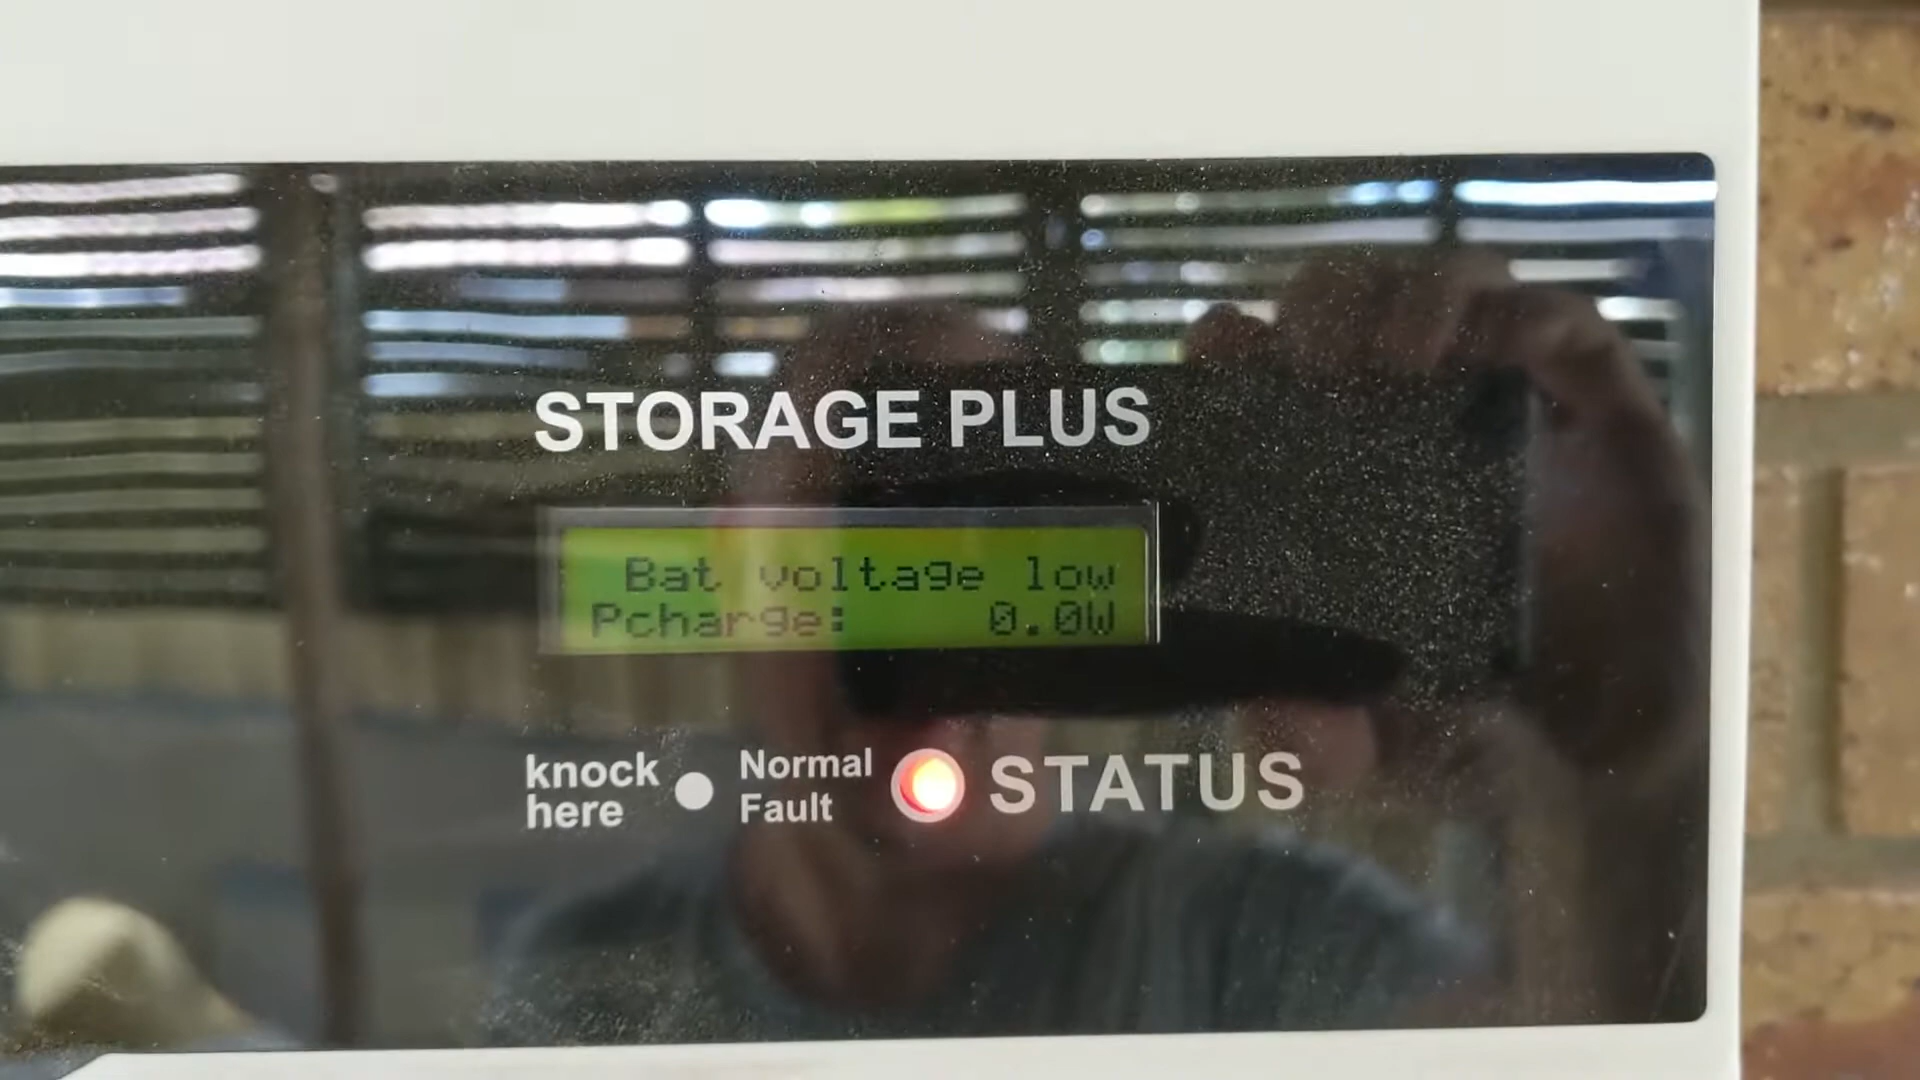 STORAGE PLUS
Bat voltage low
Pcharge: 0.0W
knock
here
Normal
Fault
STATUS